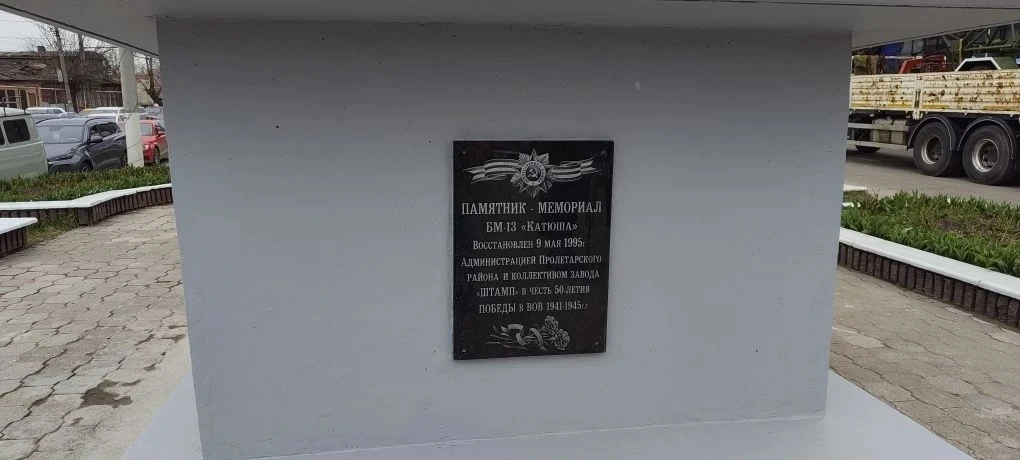 ПАМЯТНИК - МЕМОРИАЛ
БМ-13 «КАТЮША»
ВОССТАНОВЛЕН 9 МАЯ 1995г
АДМИНИСТРАЦИЕЙ ПРОЛЕТАРСКОГО
РАЙОНА И КОЛЛЕКТИВОМ ЗАВОДА
«ШТАМП» В ЧЕСТЬ 50-ЛЕТИЯ
ПОБЕДЫ В ВОВ 1941-1945г.г.